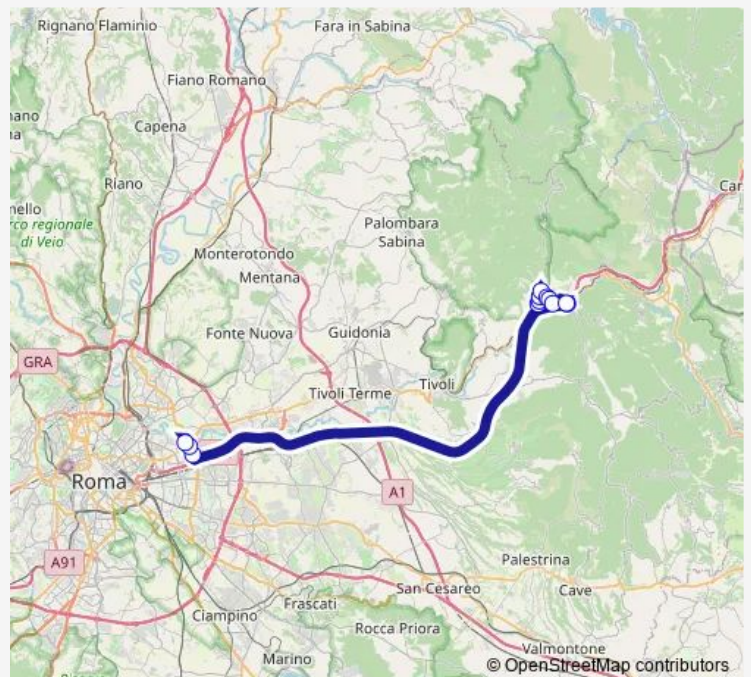 Rignano Flaminio
Fara in Sabina
Fiano Romano
Capena
Riano
nello
rco regionale
di Veio
Palombara
Sabina
Monterotondo
Mentana
Fonte Nuova
Guidonia
GRA
Tivoli Terme
Tivoli
Roma
A1
A91
Palestrina
San Cesareo
Cave
Ciampino
Frascati
Rocca Priora
Marino
Valmontone
© OpenStreetMap contributors